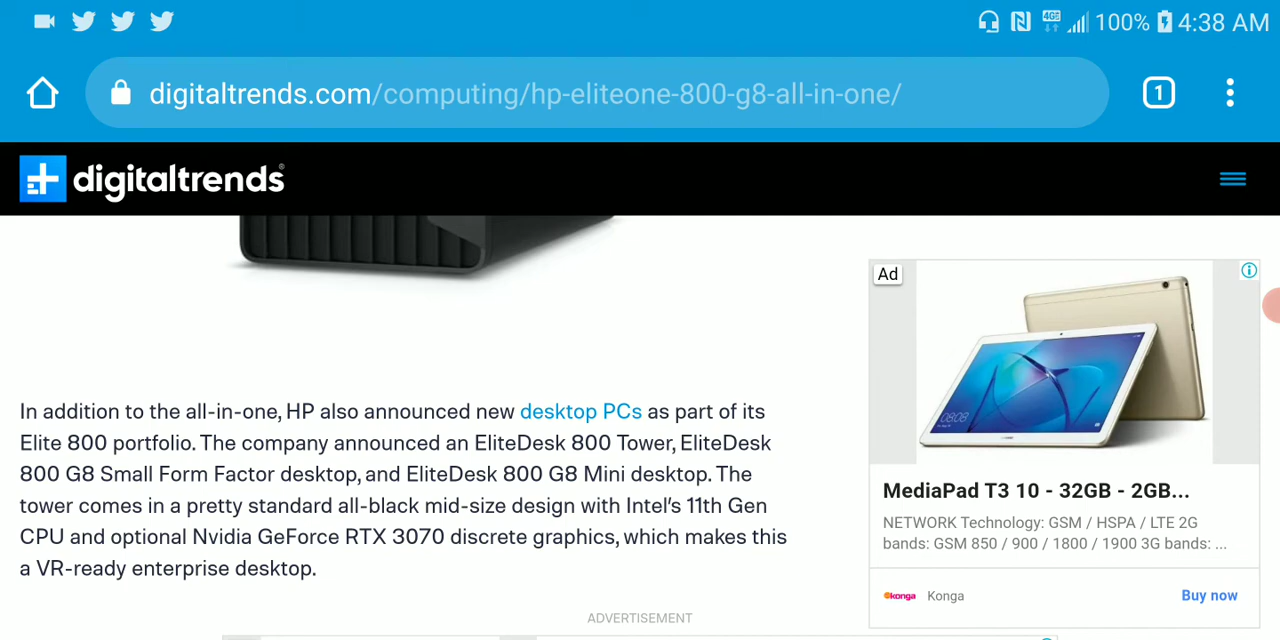 4GE 100% 4:38 AM
digitaltrends.com/computing/hp-eliteone-800-g8-all-in-one/
1
digitaltrends®
In addition to the all-in-one, HP also announced new desktop PCs as part of its
Elite 800 portfolio. The company announced an EliteDesk 800 Tower, EliteDesk
800 G8 Small Form Factor desktop, and EliteDesk 800 G8 Mini desktop. The
tower comes in a pretty standard all-black mid-size design with Intel's 11th Gen
CPU and optional Nvidia GeForce RTX 3070 discrete graphics, which makes this
a VR-ready enterprise desktop.
ADVERTISEMENT
Ad
08:08
MediaPad T3 10 - 32GB - 2GB...
NETWORK Technology: GSM / HSPA / LTE 2G
bands: GSM 850 / 900 / 1800 / 1900 3G bands: ...
konga Konga Buy now